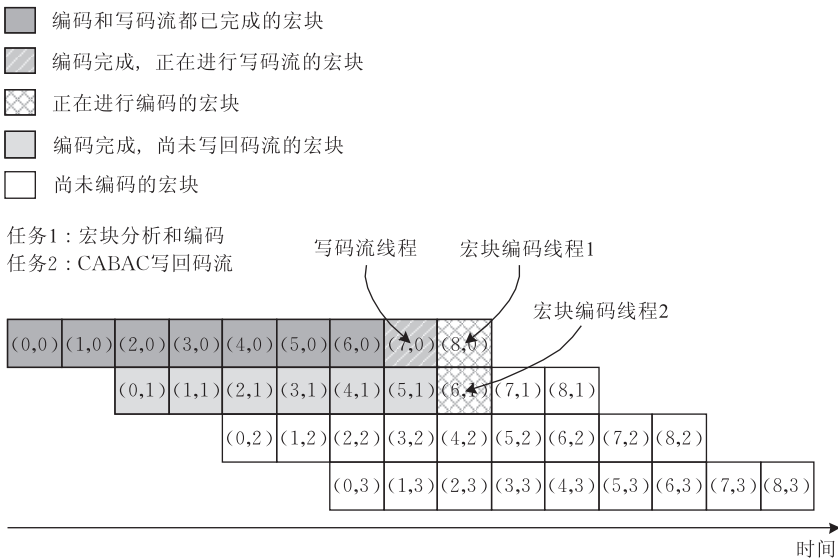 编码和写码流都已完成的宏块
编码完成，正在进行写码流的宏块
正在进行编码的宏块
编码完成，尚未写回码流的宏块
尚未编码的宏块
任务1：宏块分析和编码
任务2：CABAC写回码流
写码流线程
宏块编码线程1
宏块编码线程2
(0,0) (1,0) (2,0) (3,0) (4,0) (5,0) (6,0) (7,0) (8,0)
(0,1) (1,1) (2,1) (3,1) (4,1) (5,1) (6,1) (7,1) (8,1)
(0,2) (1,2) (2,2) (3,2) (4,2) (5,2) (6,2) (7,2) (8,2)
(0,3) (1,3) (2,3) (3,3) (4,3) (5,3) (6,3) (7,3) (8,3)
时间